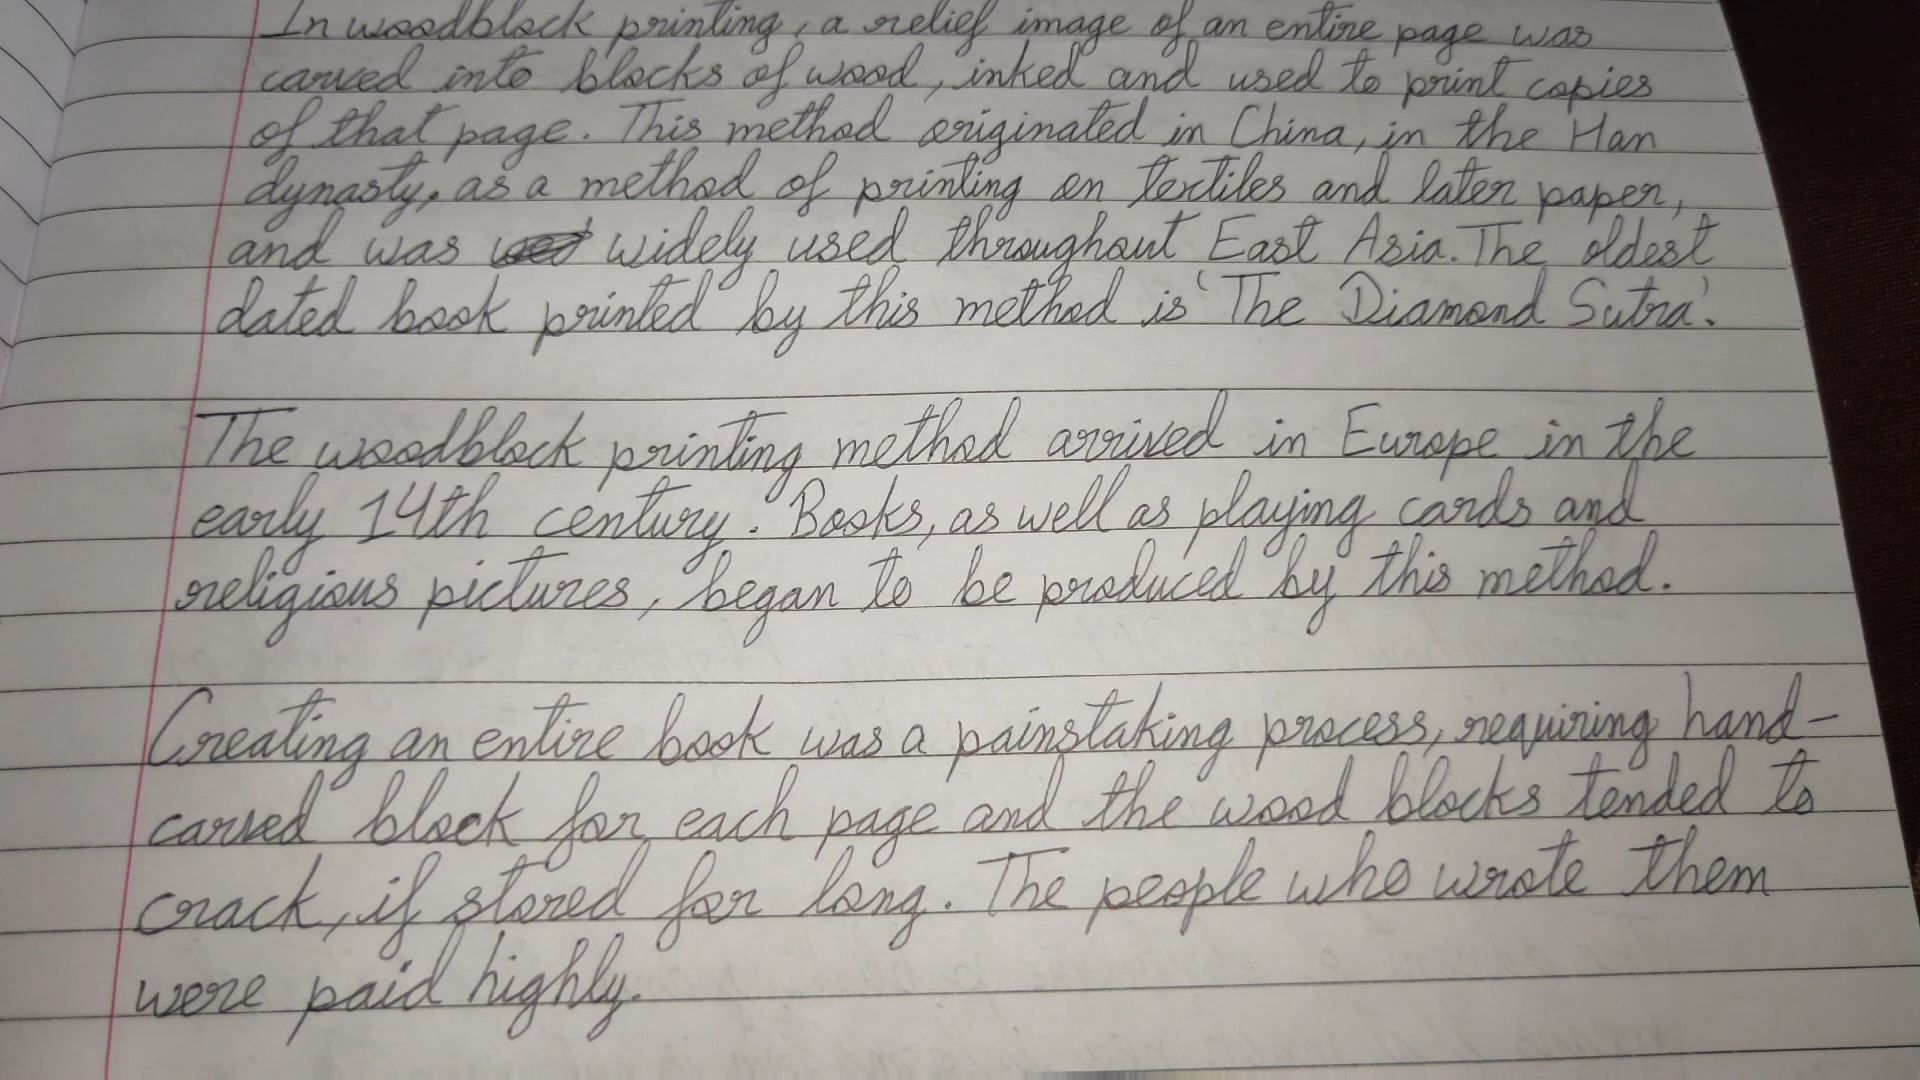 In woodblock printing, a relief image of an entire page was
carved into blocks of wood, inked and used to print copies
of that page. This method originated in China, in the Han
dynasty, as a method of printing on textiles and later paper,
and was widely used throughout East Asia. The oldest
dated book printed by this method is 'The Diamond Sutra'.
The woodblock printing method arrived in Europe in the
early 14th century. Books, as well as playing cards and
religious pictures, began to be produced by this method.
Creating an entire book was a painstaking process, requiring hand-
carved block for each page and the wood blocks tended to
crack, if stored for long. The people who wrote them
were paid highly.